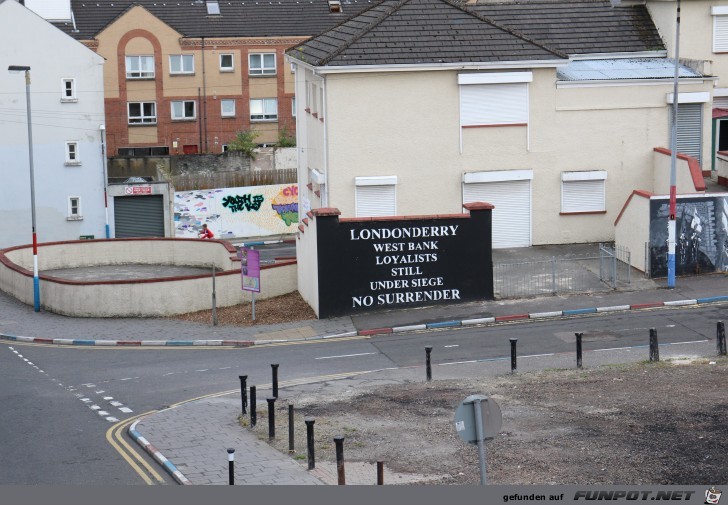 LONDONDERRY
WEST BANK
LOYALISTS
STILL
UNDER SIEGE
NO SURRENDER
gefunden auf FUNPOT.NET